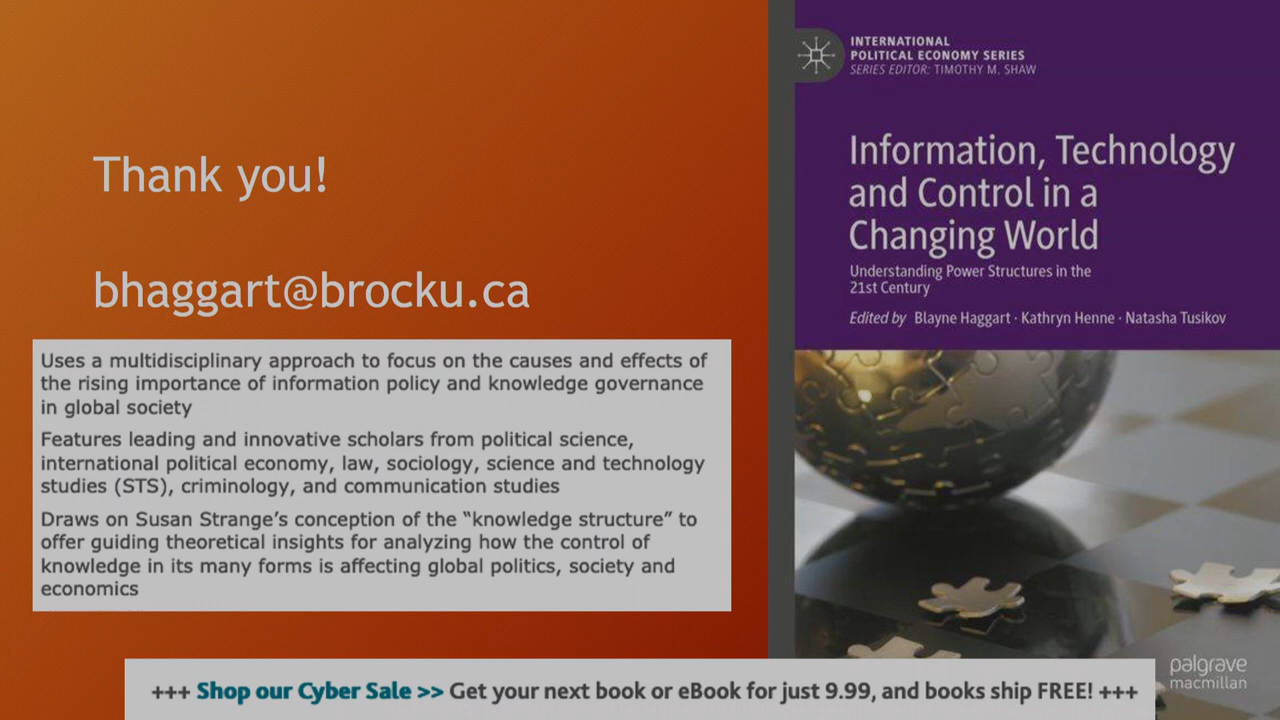 Thank you!
bhaggart@brocku.ca
Uses a multidisciplinary approach to focus on the causes and effects of
the rising importance of information policy and knowledge governance
in global society
Features leading and innovative scholars from political science,
international political economy, law, sociology, science and technology
studies (STS), criminology, and communication studies
Draws on Susan Strange’s conception of the “knowledge structure” to
offer guiding theoretical insights for analyzing how the control of
knowledge in its many forms is affecting global politics, society and
economics
INTERNATIONAL
POLITICAL ECONOMY SERIES
SERIES EDITOR: TIMOTHY M. SHAW
Information, Technology
and Control in a
Changing World
Understanding Power Structures in the
21st Century
Edited by Blayne Haggart · Kathryn Henne · Natasha Tusikov
palgrave
macmillan
+++ Shop our Cyber Sale >> Get your next book or eBook for just 9.99, and books ship FREE! +++